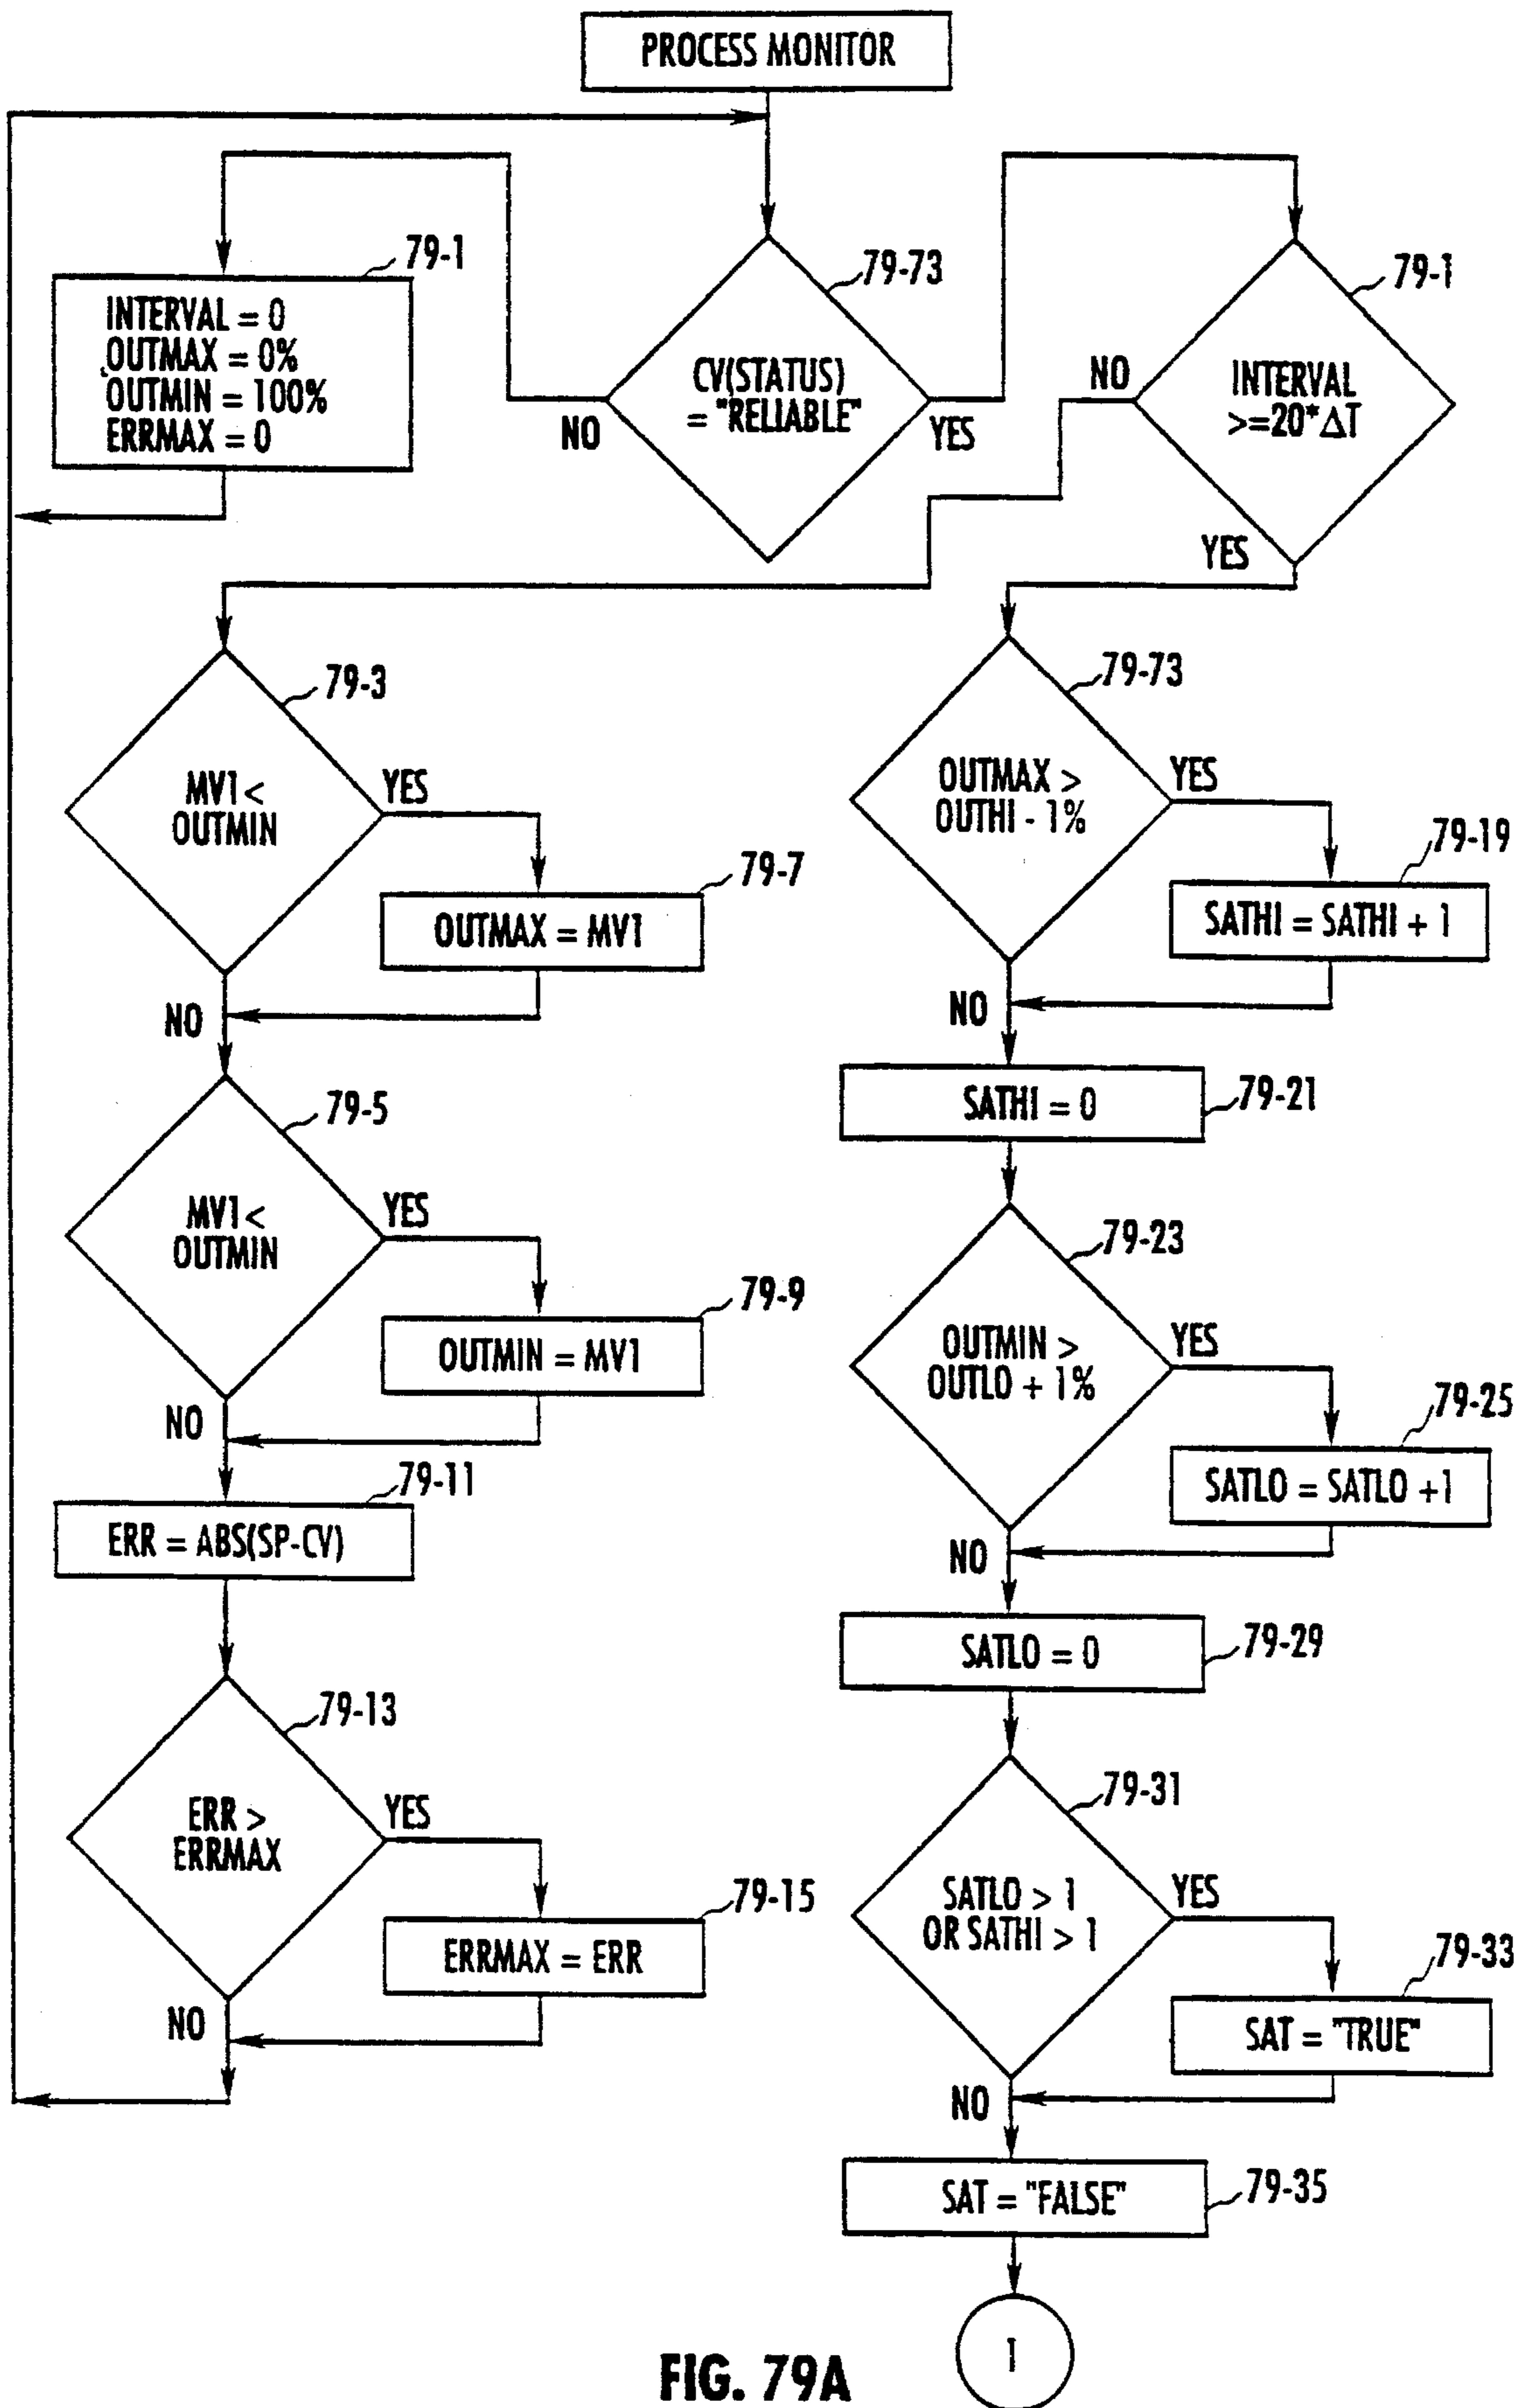 PROCESS MONITOR
79-1
INTERVAL = 0
OUTMAX = 0%
OUTMIN = 100%
ERRMAX = 0
79-73
CV(STATUS)
= "RELIABLE"
NO
YES
79-1
INTERVAL
>=20*ΔT
NO
YES
79-3
MV1 <
OUTMIN
YES
79-7
OUTMAX = MV1
NO
79-5
MV1 <
OUTMIN
YES
79-9
OUTMIN = MV1
NO
79-11
ERR = ABS(SP-CV)
79-13
ERR >
ERRMAX
YES
79-15
ERRMAX = ERR
NO
79-73
OUTMAX >
OUTHI - 1%
YES
79-19
SATHI = SATHI + 1
NO
SATHI = 0
79-21
79-23
OUTMIN >
OUTLO + 1%
YES
79-25
SATLO = SATLO +1
NO
SATLO = 0
79-29
79-31
SATLO > 1
OR SATHI > 1
YES
79-33
SAT = "TRUE"
NO
SAT = "FALSE"
79-35
1
FIG. 79A